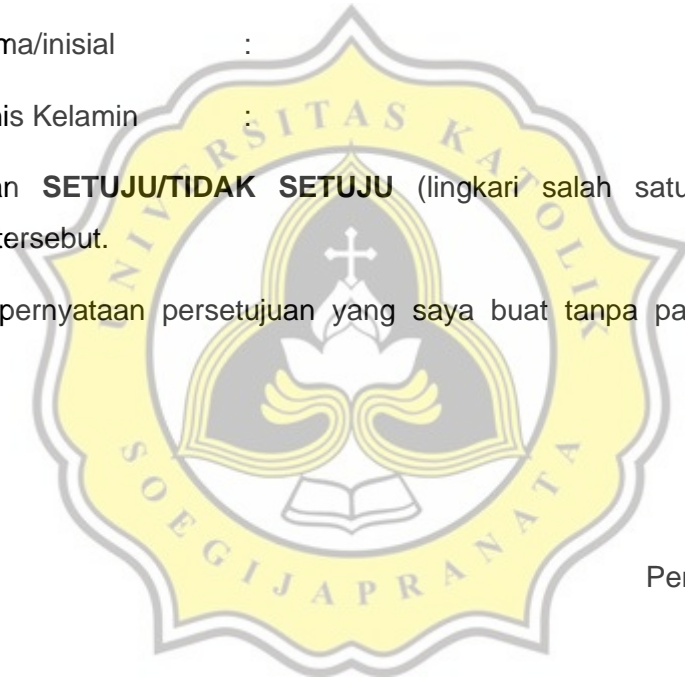 ma/inisial :
nis Kelamin :
an SETUJU/TIDAK SETUJU (lingkari salah satu
tersebut.
pernyataan persetujuan yang saya buat tanpa pa
Per
UNIVERSITAS KATOLIK
SOEGIJAPRANATA